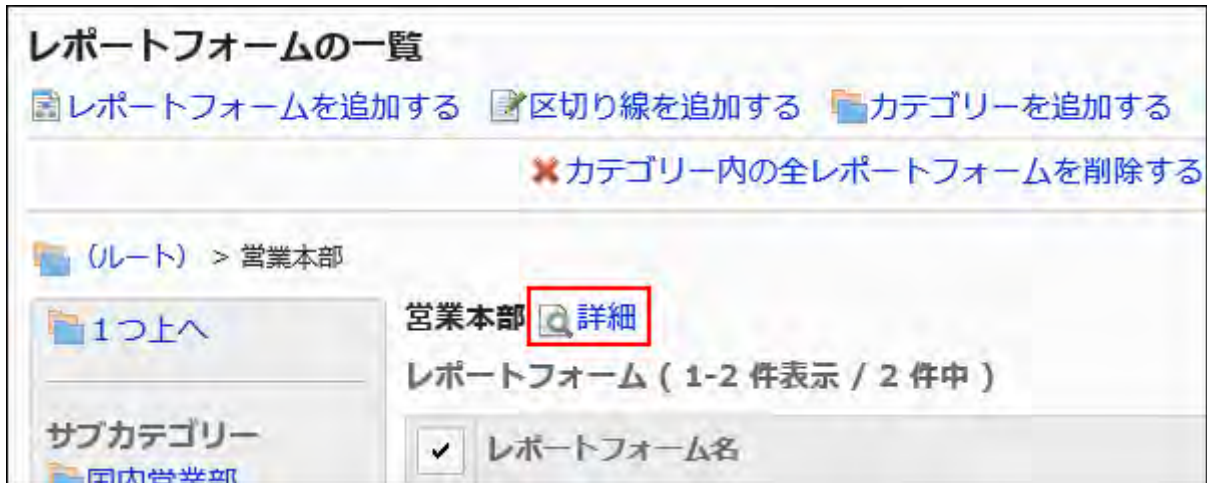 レポートフォームの一覧
レポートフォームを追加する 区切り線を追加する カテゴリーを追加する
カテゴリー内の全レポートフォームを削除する
（ルート） > 営業本部
1つ上へ
営業本部 詳細
レポートフォーム ( 1-2 件表示 / 2 件中 )
サブカテゴリー
レポートフォーム名
国内営業部